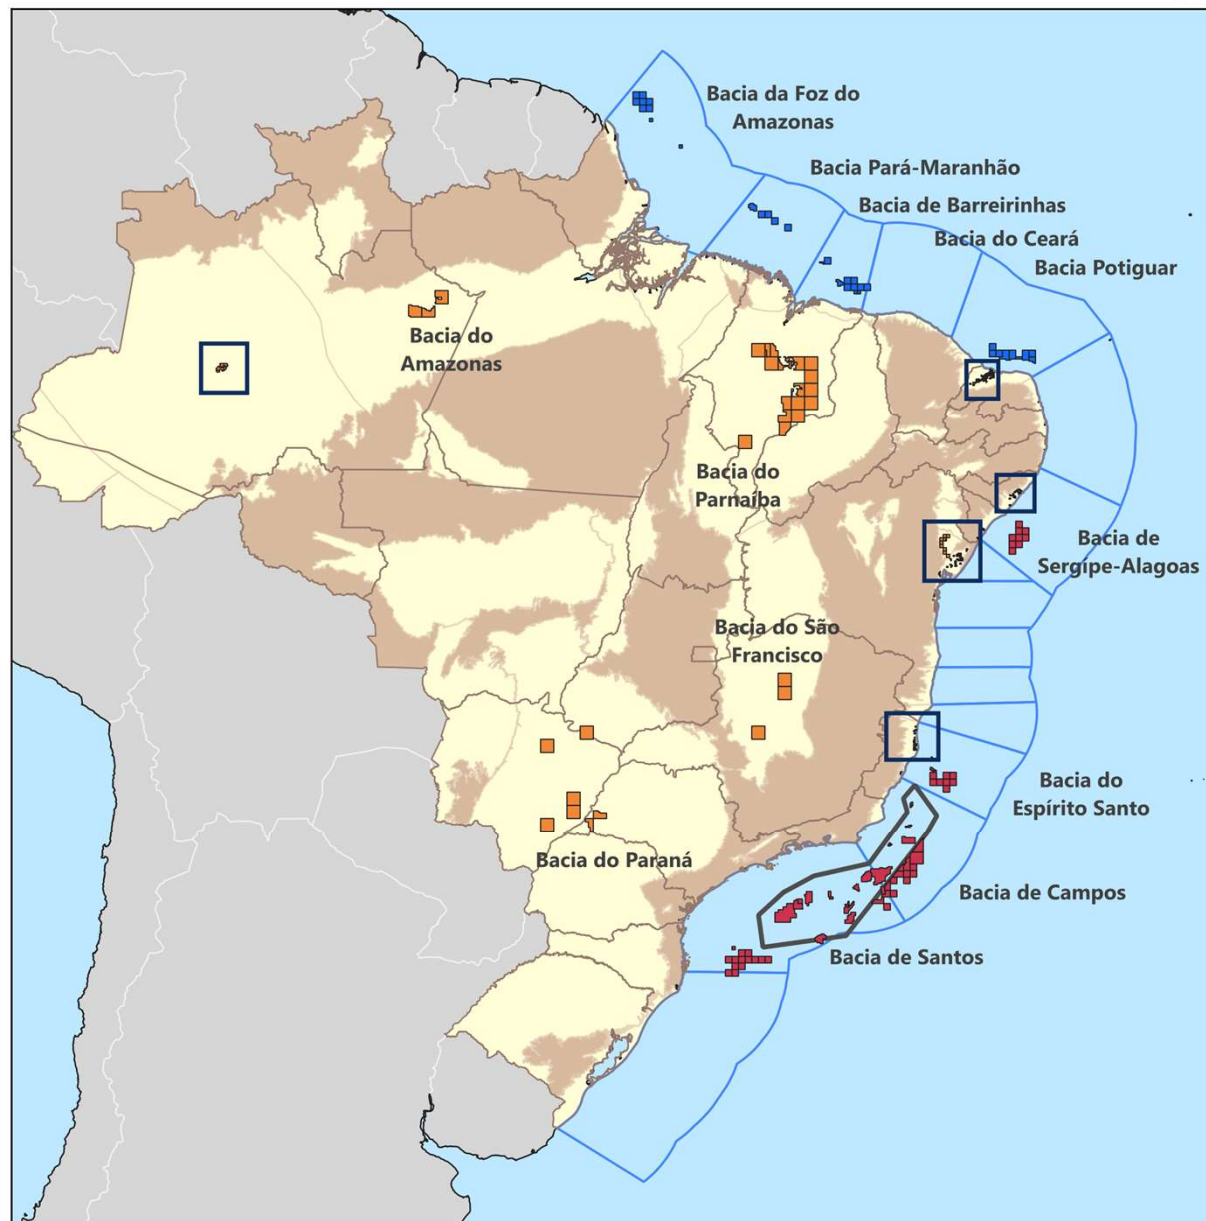 Bacia da Foz do
Amazonas
Bacia Pará-Maranhão
Bacia de Barreirinhas
Bacia do Ceará
Bacia Potiguar
Bacia do
Amazonas
Bacia do
Parnaíba
Bacia de
Sergípe-Alagoas
Bacia do São
Francisco
Bacia do
Espírito Santo
Bacia do Paraná
Bacia de Campos
Bacia de Santos